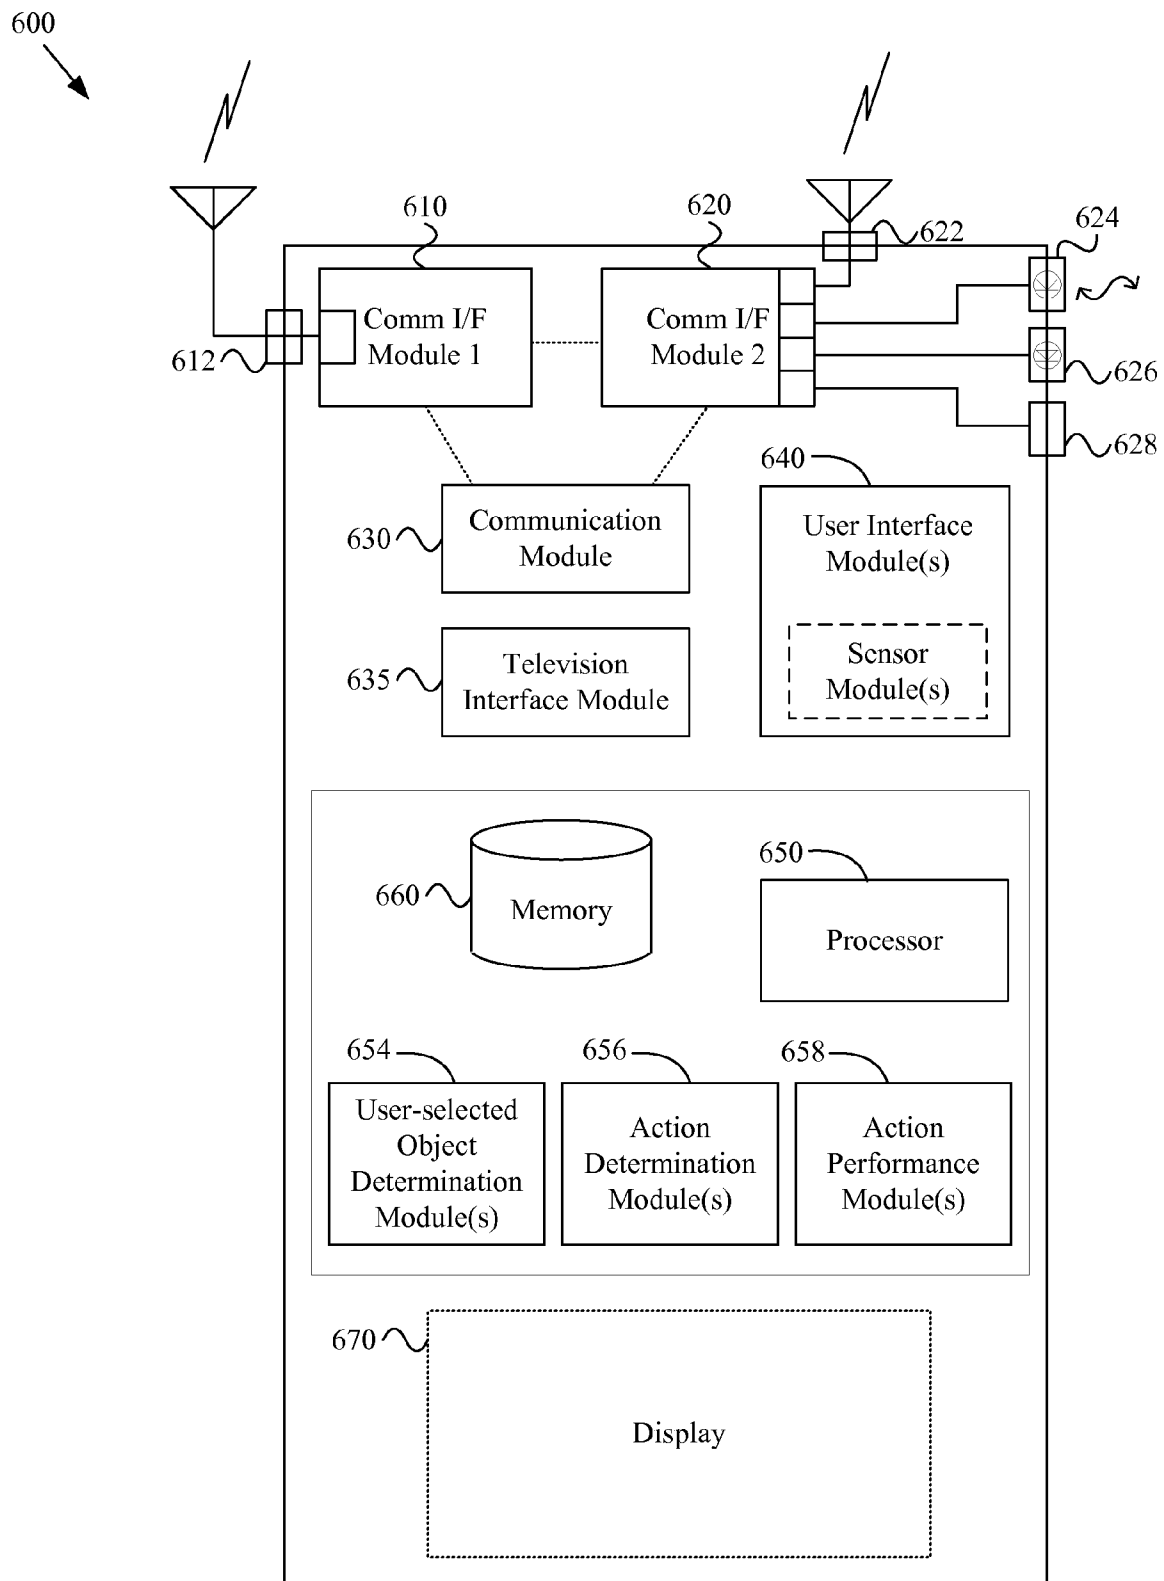 600
610
620
622
624
Comm I/F
Module 1
Comm I/F
Module 2
612
626
628
640
630
Communication
Module
User Interface
Module(s)
635
Television
Interface Module
Sensor
Module(s)
660
Memory
650
Processor
654
656
658
User-selected
Object
Determination
Module(s)
Action
Determination
Module(s)
Action
Performance
Module(s)
670
Display